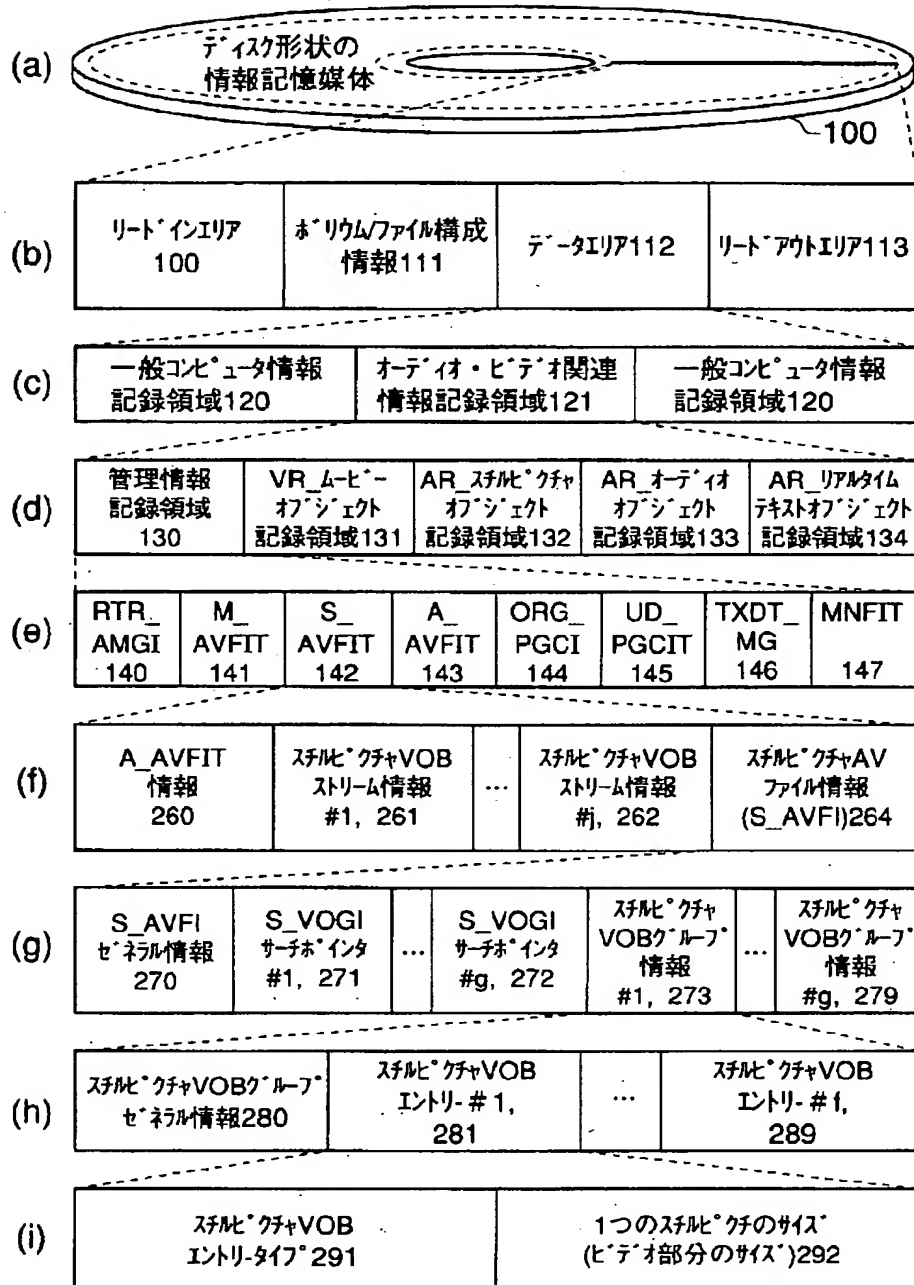 (a)
ディスク形状の
情報記憶媒体
100
(b)
リードインエリア
100
ボリウム/ファイル構成
情報111
データエリア112
リードアウトエリア113
(c)
一般コンピュータ情報
記録領域120
オーディオ・ビデオ関連
情報記録領域121
一般コンピュータ情報
記録領域120
(d)
管理情報
記録領域
130
VR_ムービー
オブジェクト
記録領域131
AR_スチルピクチャ
オブジェクト
記録領域132
AR_オーディオ
オブジェクト
記録領域133
AR_リアルタイム
テキストオブジェクト
記録領域134
(e)
RTR_
AMGI
140
M_
AVFIT
141
S_
AVFIT
142
A_
AVFIT
143
ORG_
PGCI
144
UD_
PGCIT
145
TXDT_
MG
146
MNFIT
147
(f)
A_AVFIT
情報
260
スチルピクチャVOB
ストリーム情報
#1, 261
…
スチルピクチャVOB
ストリーム情報
#j, 262
スチルピクチャAV
ファイル情報
(S_AVFI)264
(g)
S_AVFI
ゼネラル情報
270
S_VOGI
サーチポインタ
#1, 271
…
S_VOGI
サーチポインタ
#g, 272
スチルピクチャ
VOBグループ
情報
#1, 273
…
スチルピクチャ
VOBグループ
情報
#g, 279
(h)
スチルピクチャVOBグループ
ゼネラル情報280
スチルピクチャVOB
エントリー#1,
281
…
スチルピクチャVOB
エントリー#f,
289
(i)
スチルピクチャVOB
エントリータイプ291
1つのスチルピクチのサイズ
(ビデオ部分のサイズ)292